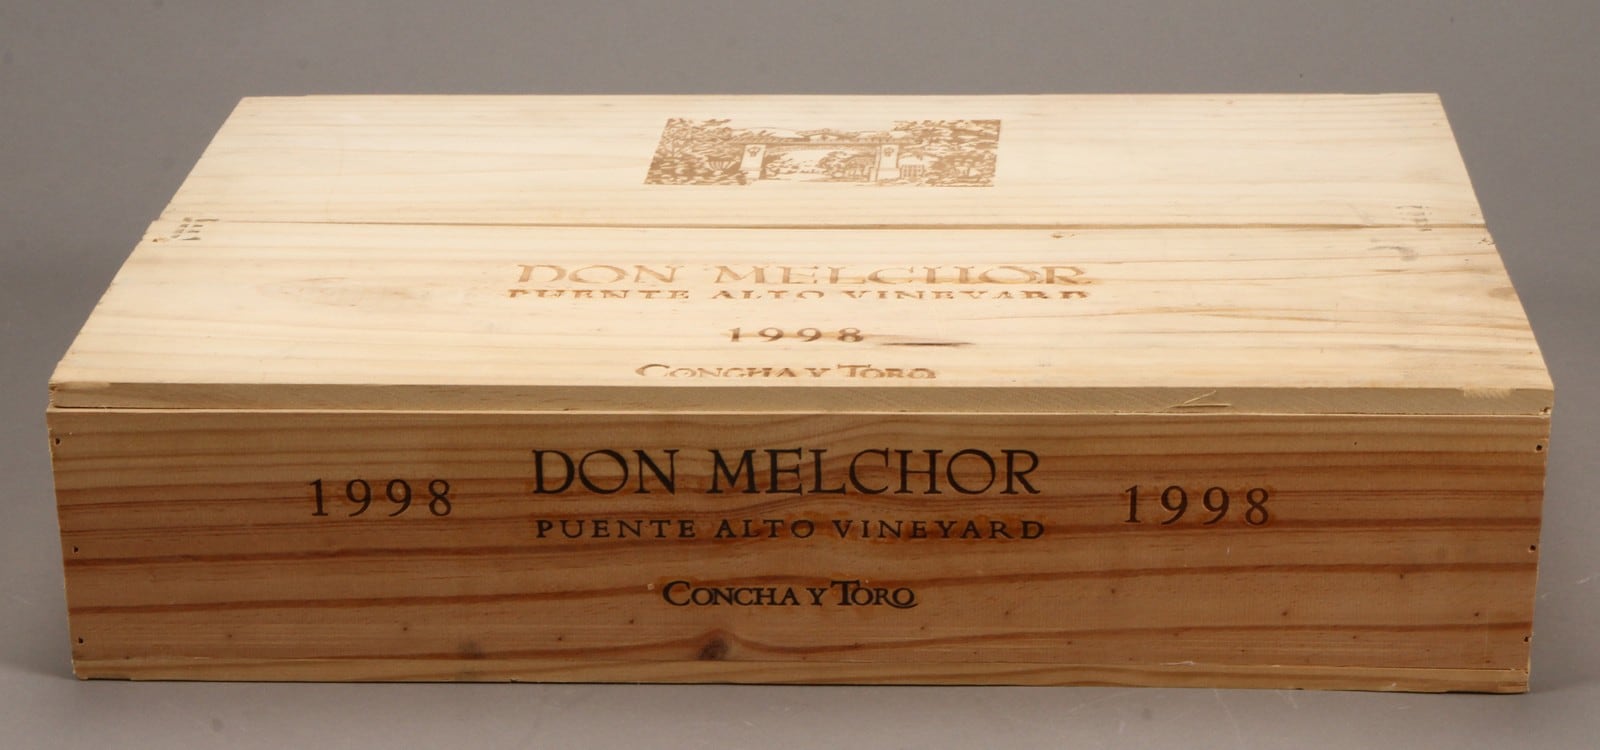 DON MELCHOR
PUENTE ALTO VINEYARD
1998
CONCHA Y TORO
1998 DON MELCHOR 1998
PUENTE ALTO VINEYARD
CONCHA Y TORO